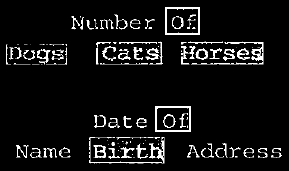 Number Of
Dogs Cats Horses
Date Of
Name Birth Address